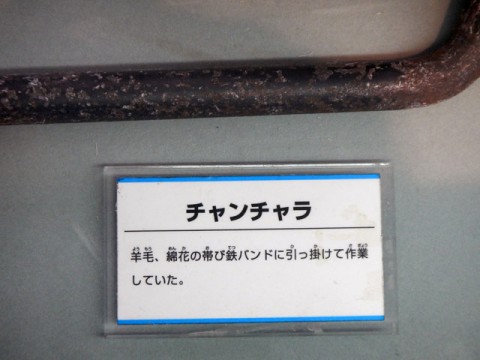 チャンチャラ
羊毛、綿花の帯び鉄バンドに引っ掛けて作業
していた。